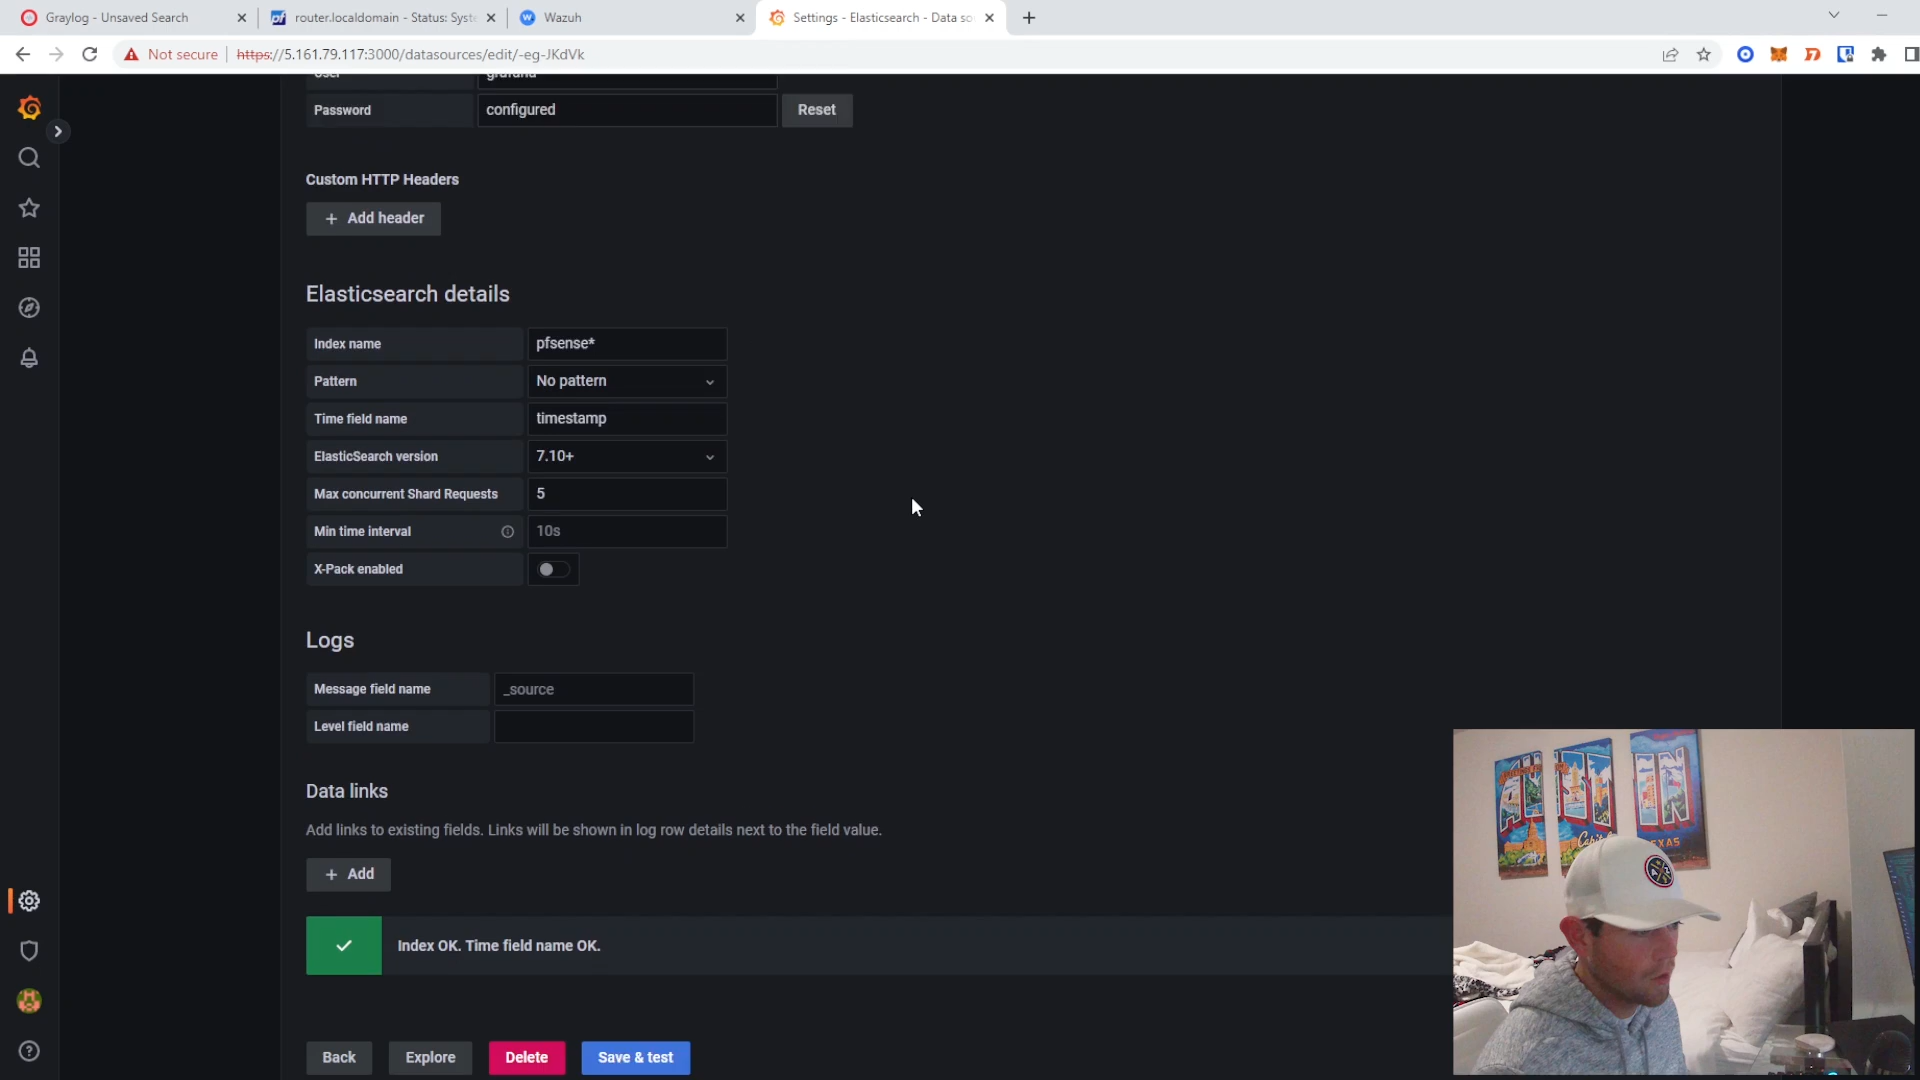 Graylog - Unsaved Search
router.localdomain - Status: Syste
Wazuh
Settings - Elasticsearch - Data so
Not secure
https://5.161.79.117:3000/datasources/edit/-eg-JKdVk
User
grafana
Password
configured
Reset
Custom HTTP Headers
+ Add header
Elasticsearch details
Index name
pfsense*
Pattern
No pattern
Time field name
timestamp
ElasticSearch version
7.10+
Max concurrent Shard Requests
5
Min time interval
10s
X-Pack enabled
Logs
Message field name
_source
Level field name
Data links
Add links to existing fields. Links will be shown in log row details next to the field value.
+ Add
Index OK. Time field name OK.
Back
Explore
Delete
Save & test